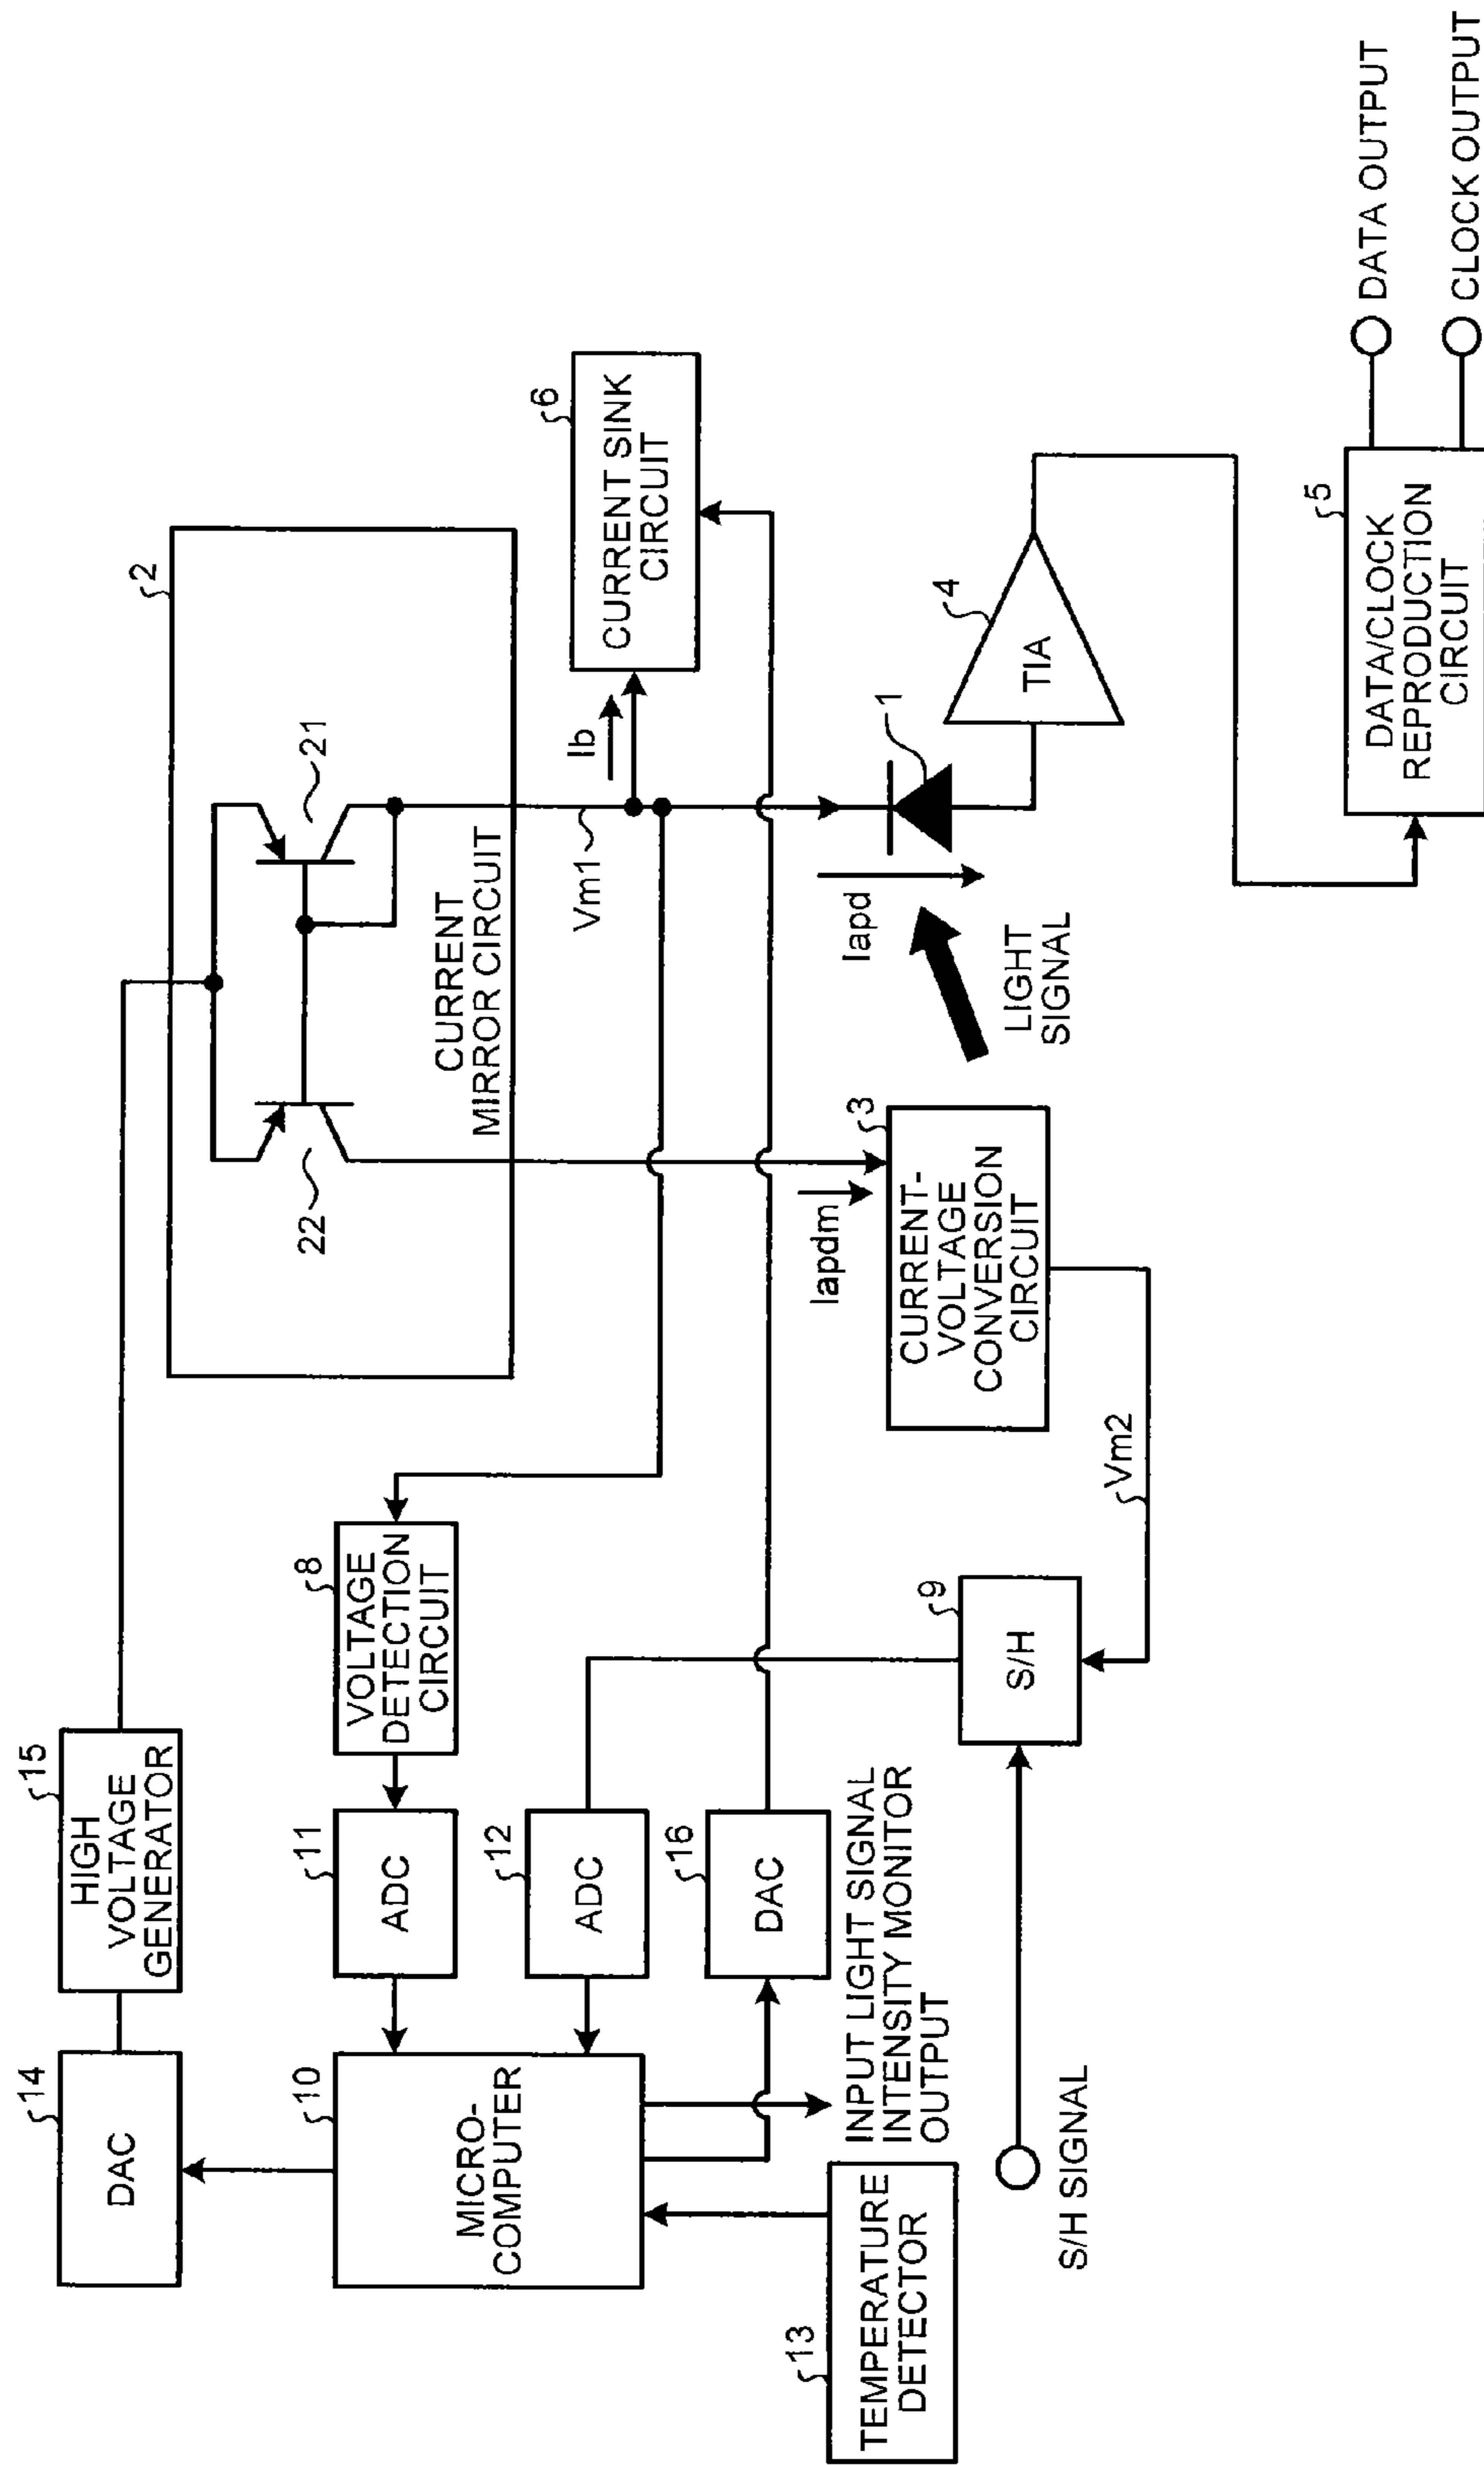 14
DAC
15
HIGH
VOLTAGE
GENERATOR
2
21
22
CURRENT
MIRROR CIRCUIT
10
MICRO-
COMPUTER
11
ADC
8
VOLTAGE
DETECTION
CIRCUIT
12
ADC
16
DAC
Vm1
Ib
6
CURRENT SINK
CIRCUIT
13
TEMPERATURE
DETECTOR
INPUT LIGHT SIGNAL
INTENSITY MONITOR
OUTPUT
Iapdm
3
CURRENT-
VOLTAGE
CONVERSION
CIRCUIT
Iapd
1
LIGHT
SIGNAL
4
TIA
9
S/H
Vm2
S/H SIGNAL
5
DATA/CLOCK
REPRODUCTION
CIRCUIT
DATA OUTPUT
CLOCK OUTPUT